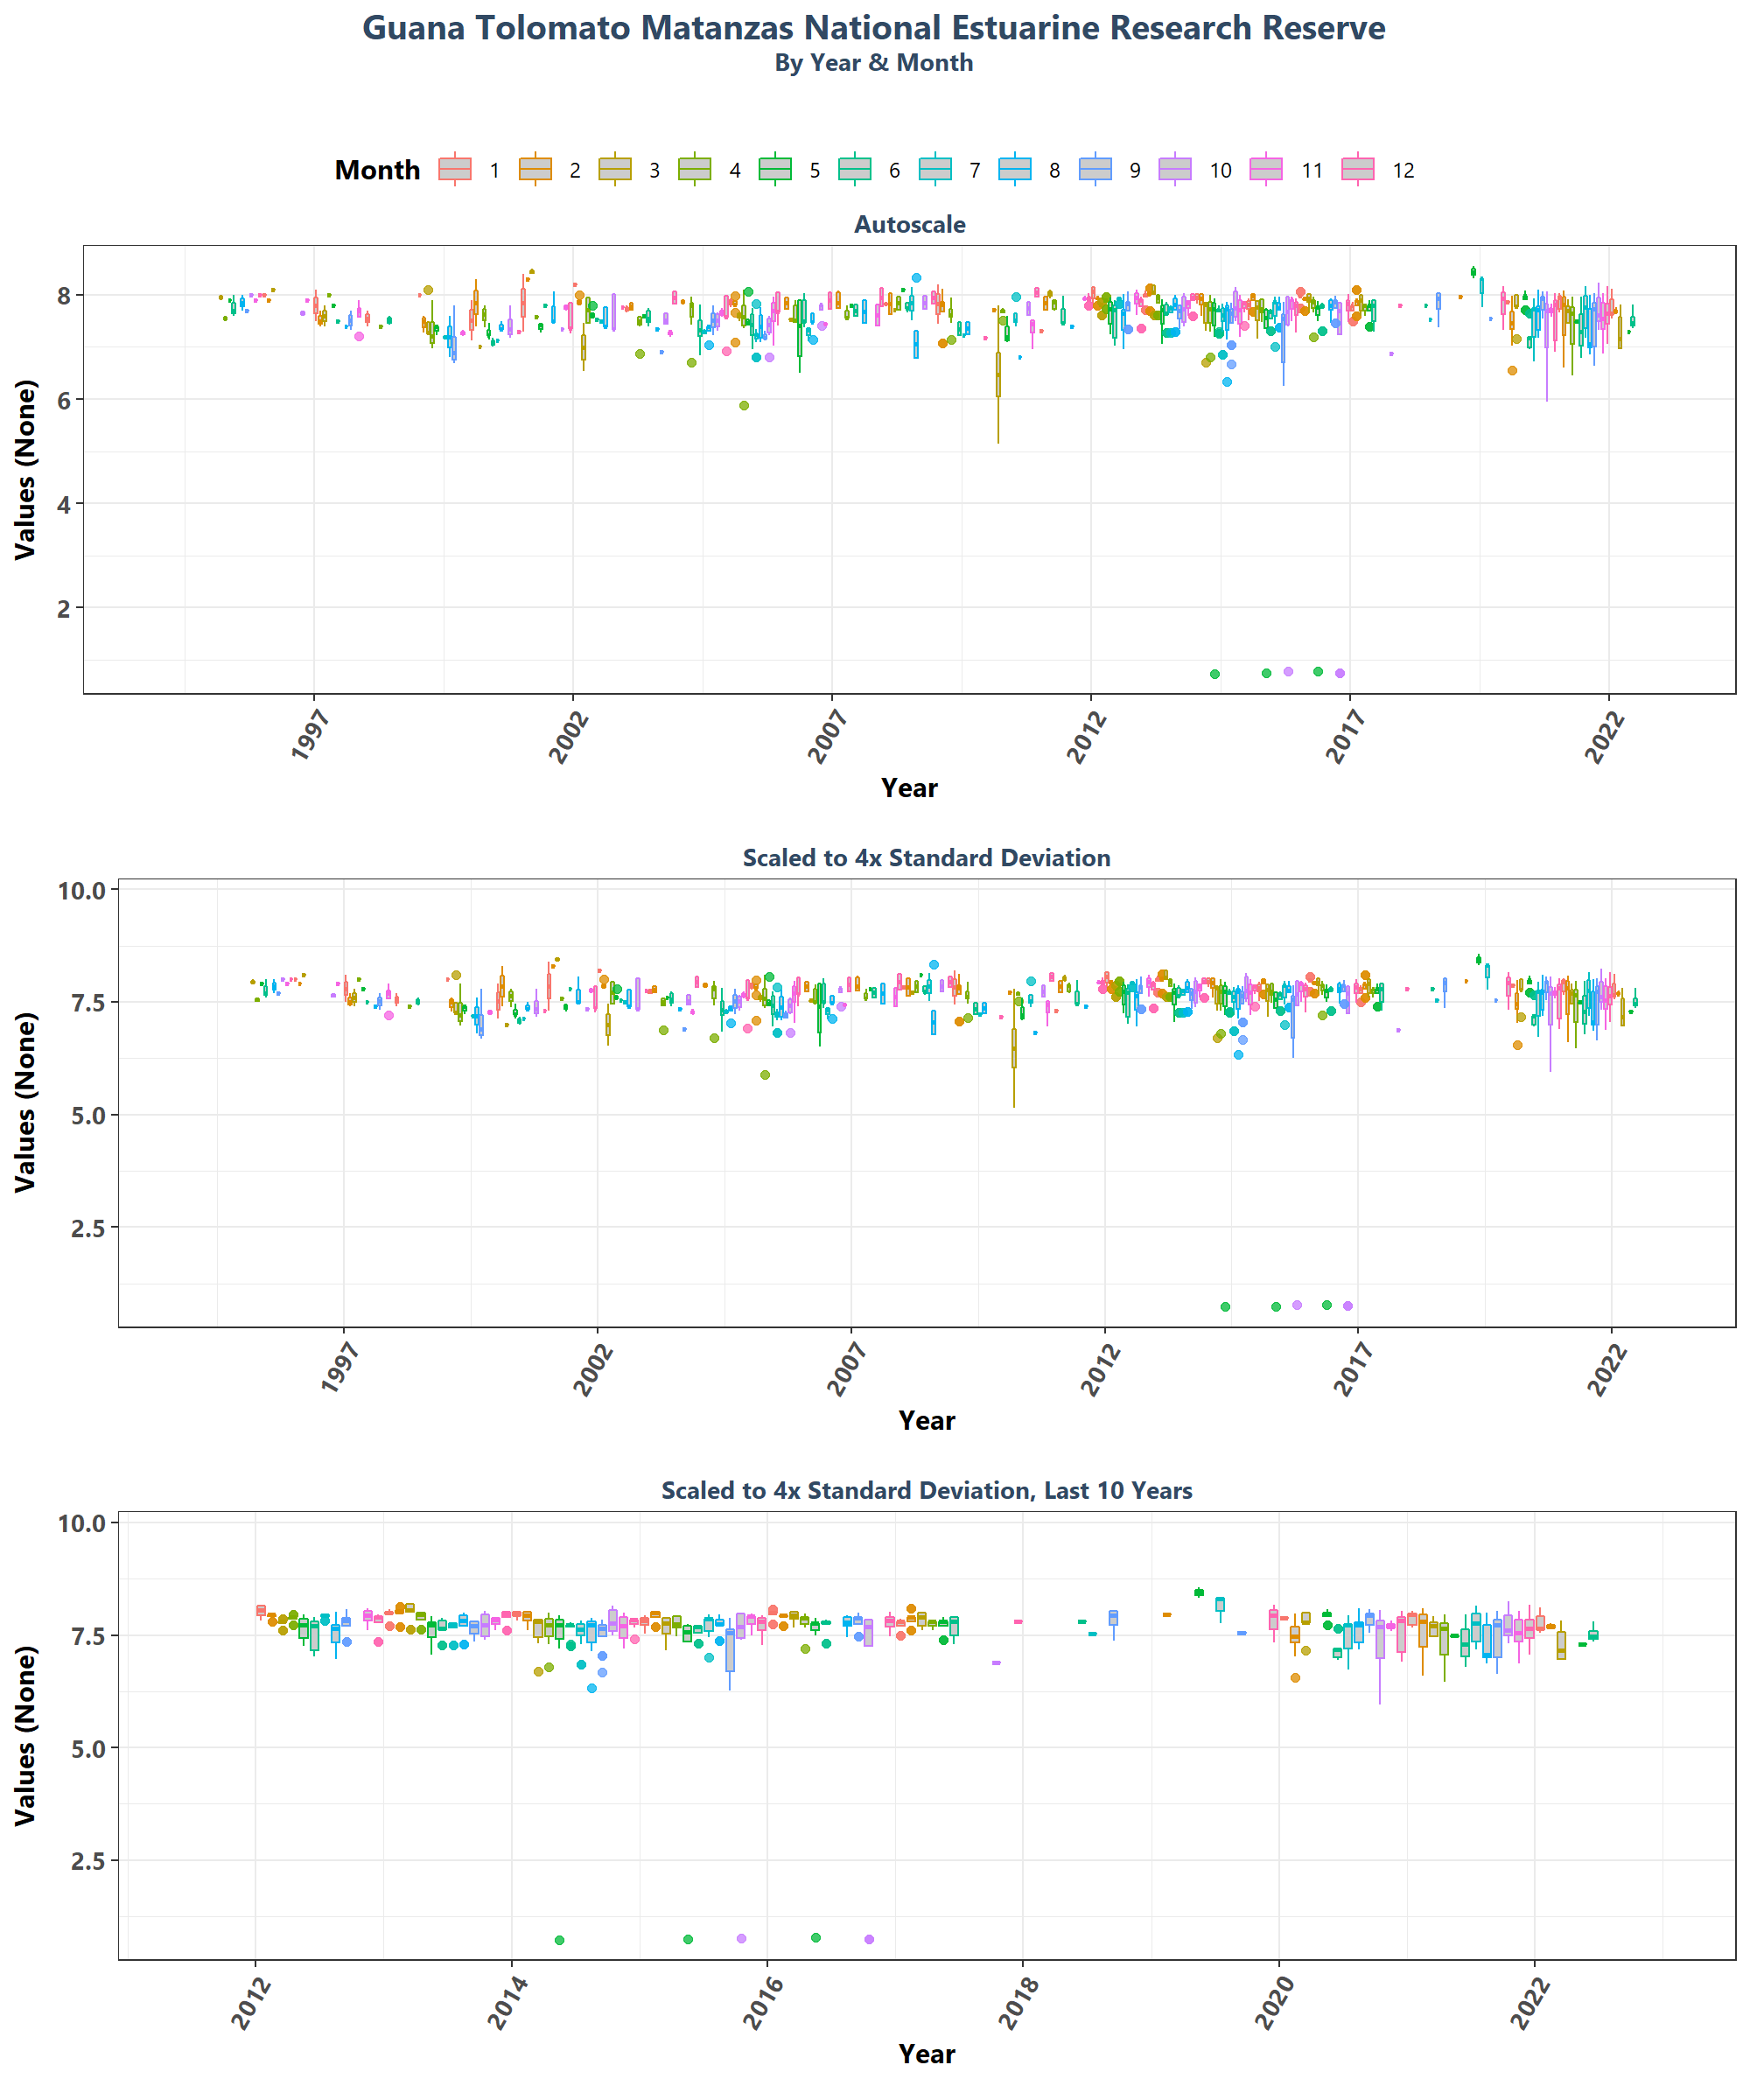 Guana Tolomato Matanzas National Estuarine Research Reserve
By Year & Month
Month 1 2 3 4 5 6 7 8 9 10 11 12
Autoscale
8
6
4
2
Values (None)
1997 2002 2007 2012 2017 2022
Year
Scaled to 4x Standard Deviation
10.0
7.5
5.0
2.5
Values (None)
1997 2002 2007 2012 2017 2022
Year
Scaled to 4x Standard Deviation, Last 10 Years
10.0
7.5
5.0
2.5
Values (None)
2012 2014 2016 2018 2020 2022
Year